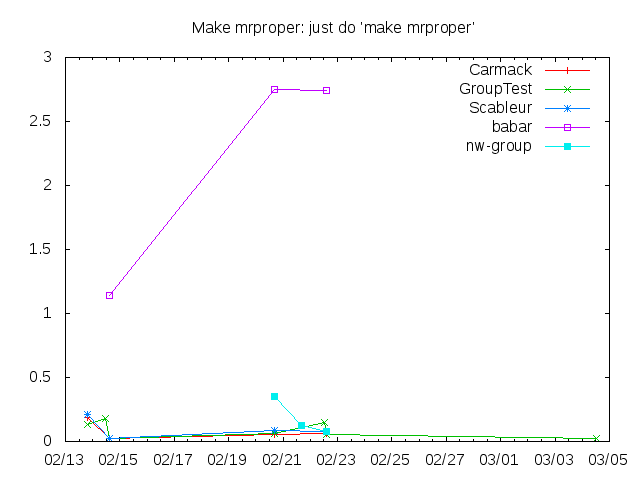 Make mrproper: just do 'make mrproper'
3
2.5
2
1.5
1
0.5
0
Carmack
GroupTest
Scableur
babar
nw-group
02/13 02/15 02/17 02/19 02/21 02/23 02/25 02/27 03/01 03/03 03/05